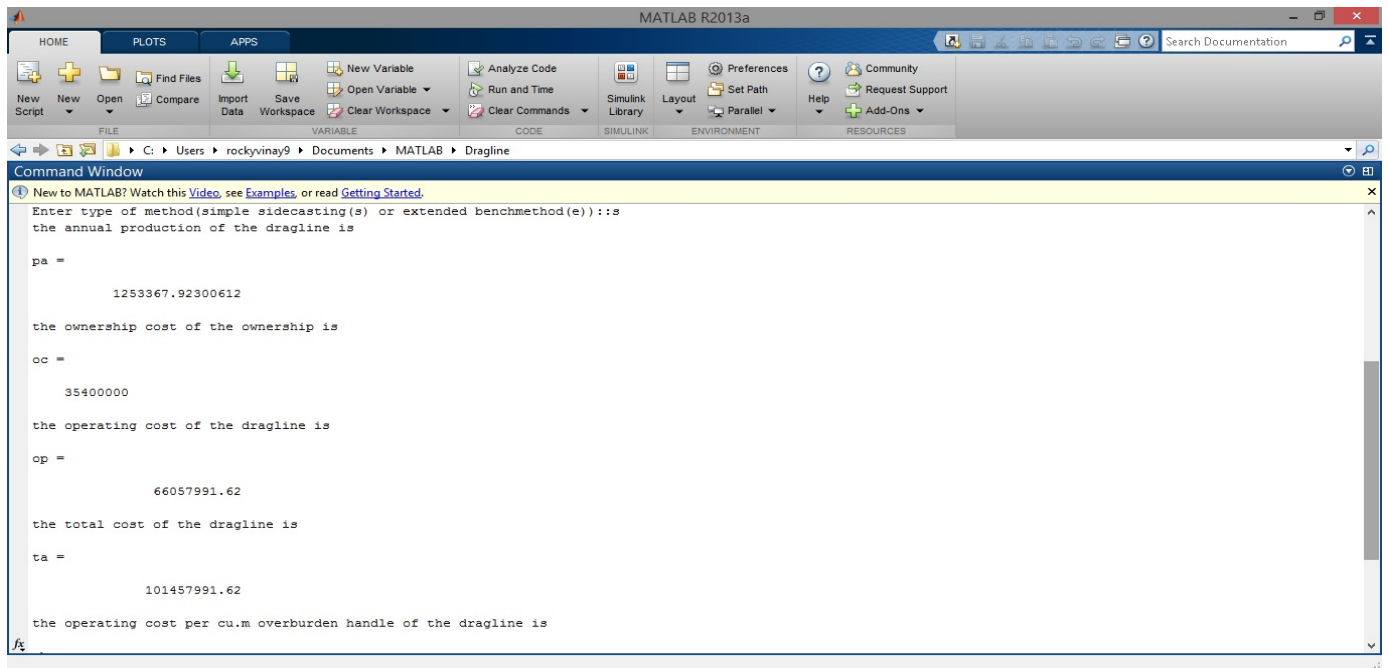 MATLAB R2013a
HOME PLOTS APPS
Search Documentation
New Script
New
Open
Find Files
Compare
Import Data
Save Workspace
New Variable
Open Variable
Clear Workspace
Analyze Code
Run and Time
Clear Commands
Simulink Library
Layout
Preferences
Set Path
Parallel
Help
Community
Request Support
Add-Ons
FILE VARIABLE CODE SIMULINK ENVIRONMENT RESOURCES
C: Users rockyvinay9 Documents MATLAB Dragline
Command Window
New to MATLAB? Watch this Video, see Examples, or read Getting Started.
Enter type of method(simple sidecasting(s) or extended benchmethod(e))::s
the annual production of the dragline is
pa =
1253367.92300612
the ownership cost of the ownership is
oc =
35400000
the operating cost of the dragline is
op =
66057991.62
the total cost of the dragline is
ta =
101457991.62
the operating cost per cu.m overburden handle of the dragline is
fx